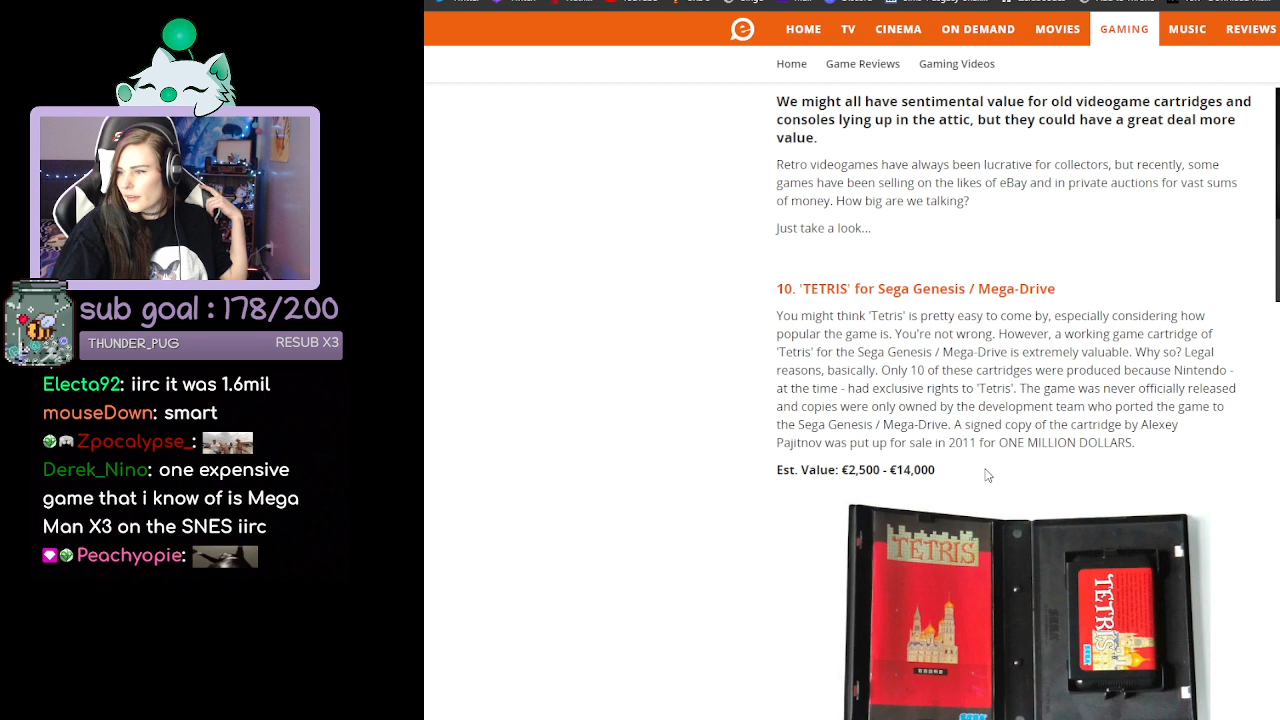 HOME TV CINEMA ON DEMAND MOVIES GAMING MUSIC REVIEWS
Home Game Reviews Gaming Videos
We might all have sentimental value for old videogame cartridges and
consoles lying up in the attic, but they could have a great deal more
value.
Retro videogames have always been lucrative for collectors, but recently, some
games have been selling on the likes of eBay and in private auctions for vast sums
of money. How big are we talking?
Just take a look...
10. 'TETRIS' for Sega Genesis / Mega-Drive
You might think 'Tetris' is pretty easy to come by, especially considering how
popular the game is. You're not wrong. However, a working game cartridge of
'Tetris' for the Sega Genesis / Mega-Drive is extremely valuable. Why so? Legal
reasons, basically. Only 10 of these cartridges were produced because Nintendo -
at the time - had exclusive rights to 'Tetris'. The game was never officially released
and copies were only owned by the development team who ported the game to
the Sega Genesis / Mega-Drive. A signed copy of the cartridge by Alexey
Pajitnov was put up for sale in 2011 for ONE MILLION DOLLARS.
Est. Value: €2,500 - €14,000
TETRIS
TETRIS
SEGA
SEGA
sub goal : 178/200
THUNDER_PUG RESUB X3
Electa92: iirc it was 1.6mil
mouseDown: smart
Zpocalypse_:
Derek_Nino: one expensive
game that i know of is Mega
Man X3 on the SNES iirc
Peachyopie: